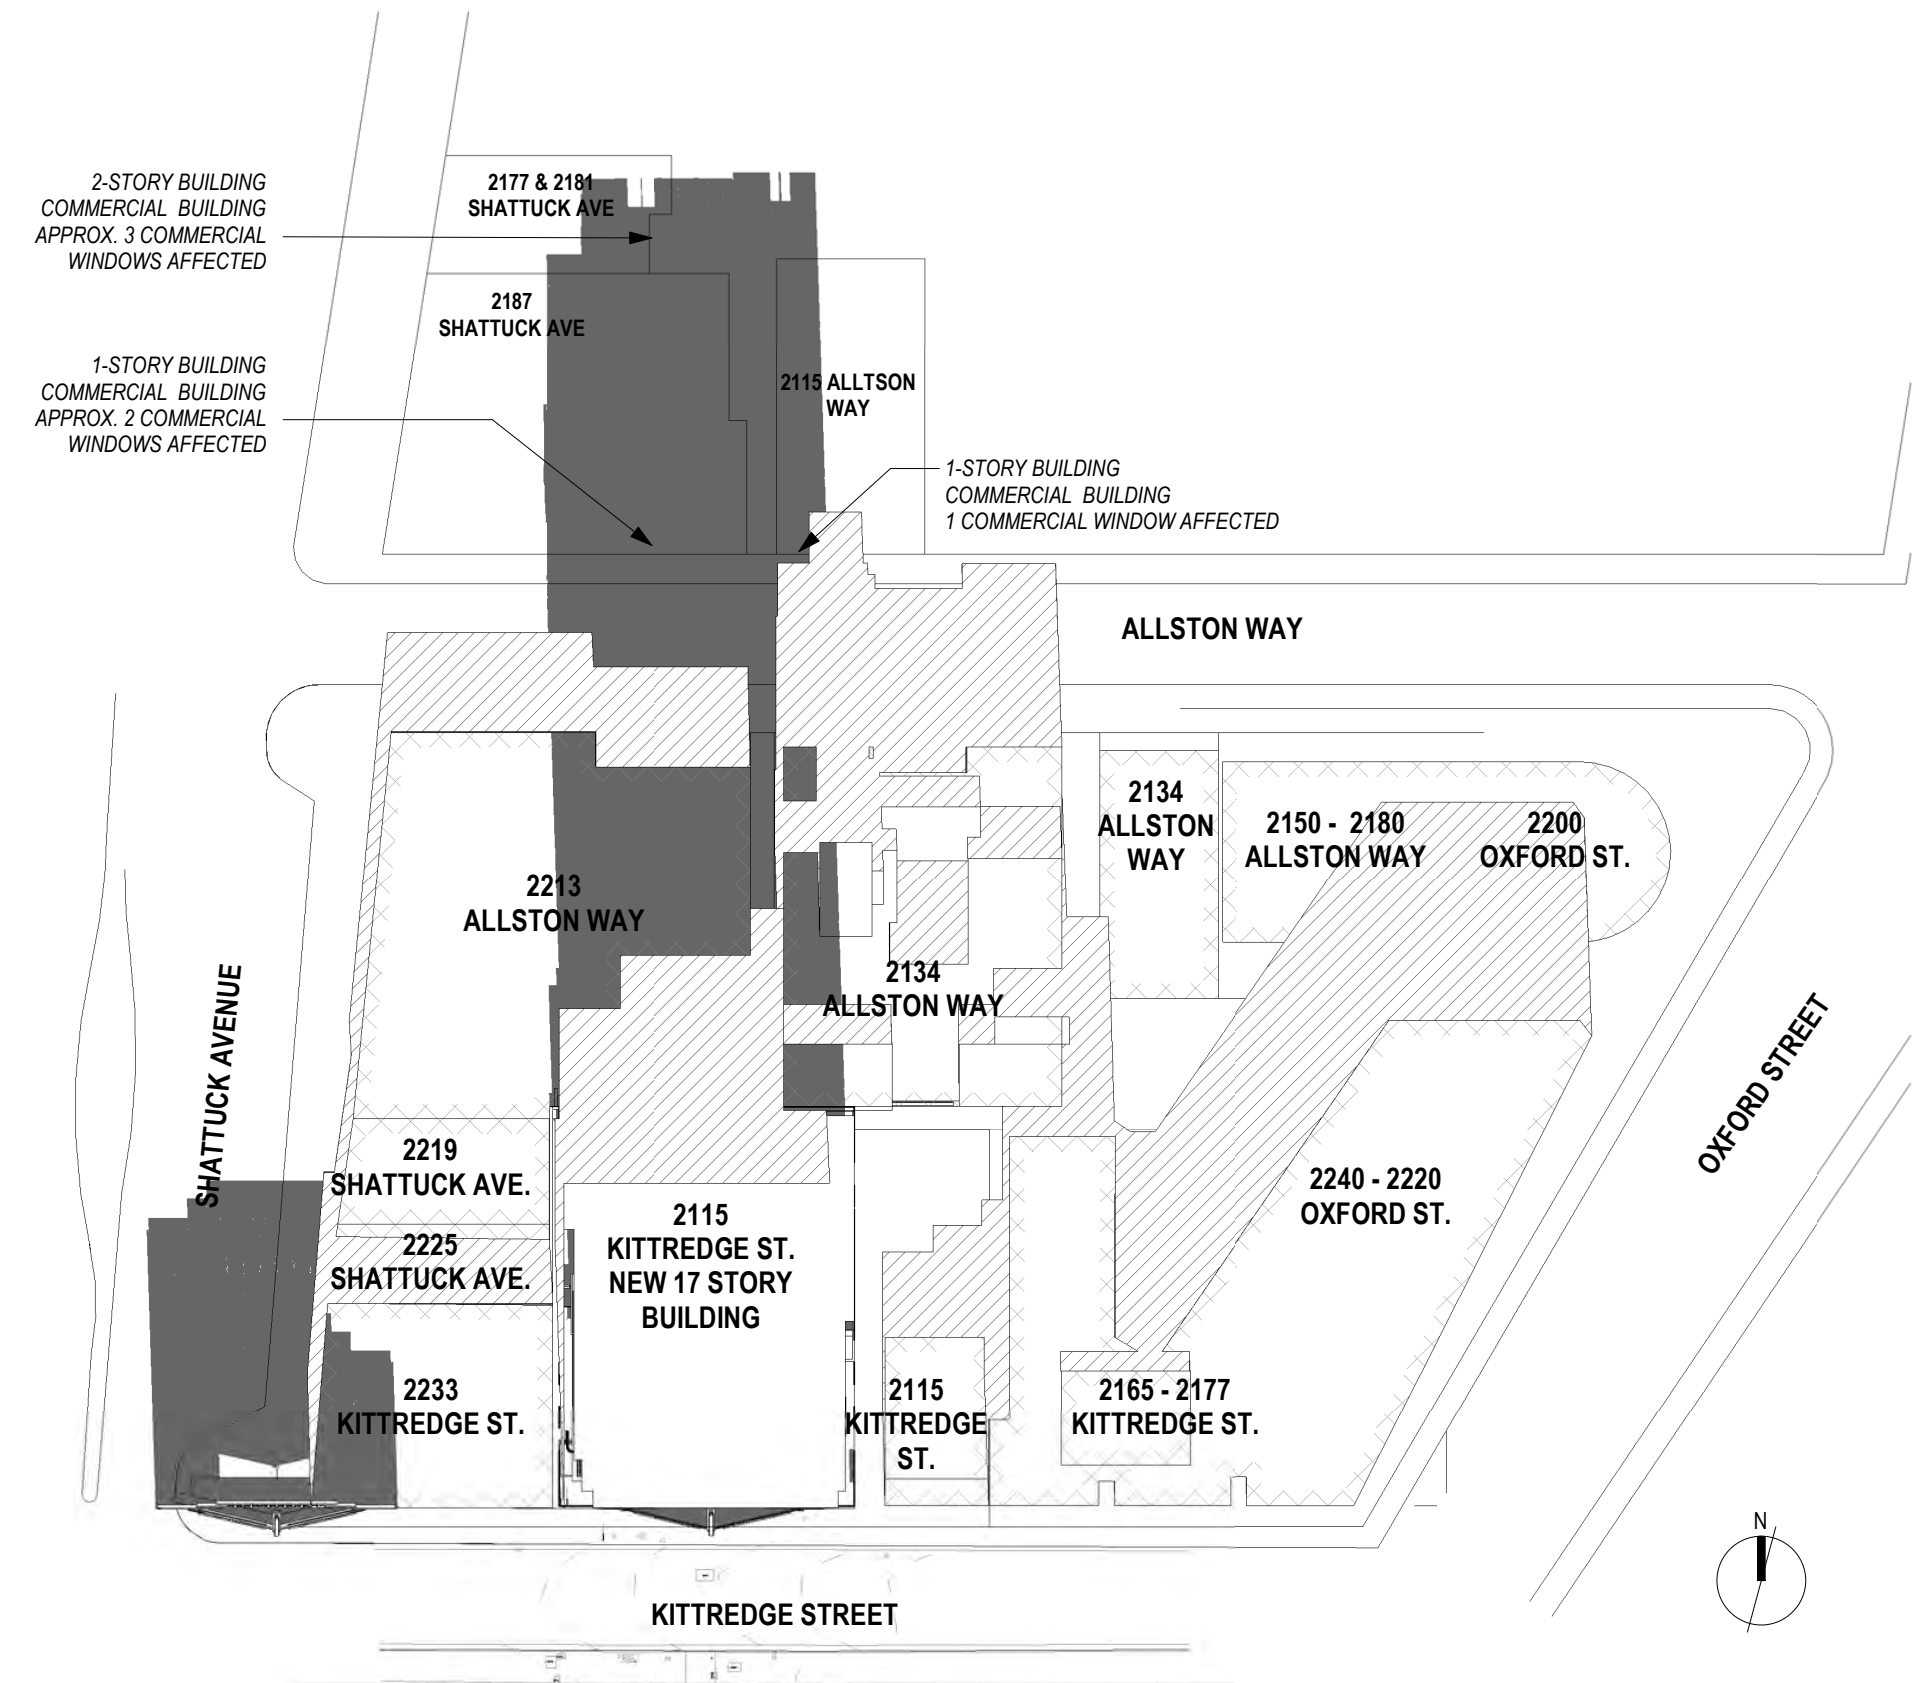 2-STORY BUILDING
COMMERCIAL BUILDING
APPROX. 3 COMMERCIAL
WINDOWS AFFECTED
2177 & 2181
SHATTUCK AVE
2187
SHATTUCK AVE
1-STORY BUILDING
COMMERCIAL BUILDING
APPROX. 2 COMMERCIAL
WINDOWS AFFECTED
2115 ALLTSON
WAY
1-STORY BUILDING
COMMERCIAL BUILDING
1 COMMERCIAL WINDOW AFFECTED
ALLSTON WAY
2134
ALLSTON
WAY
2150 - 2180
ALLSTON WAY
2200
OXFORD ST.
2213
ALLSTON WAY
2134
ALLSTON WAY
SHATTUCK AVENUE
OXFORD STREET
2219
SHATTUCK AVE.
2225
SHATTUCK AVE.
2115
KITTREDGE ST.
NEW 17 STORY
BUILDING
2240 - 2220
OXFORD ST.
2233
KITTREDGE ST.
2115
KITTREDGE
ST.
2165 - 2177
KITTREDGE ST.
N
KITTREDGE STREET